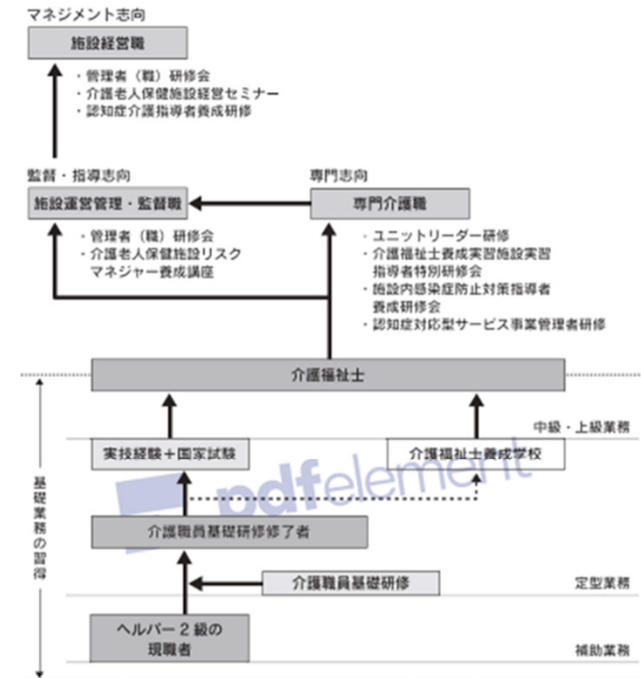 マネジメント志向
施設経営職
・管理者（職）研修会
・介護老人保健施設経営セミナー
・認知症介護指導者養成研修
監督・指導志向
施設運営管理・監督職
・管理者（職）研修会
・介護老人保健施設リスク
マネジャー養成講座
専門志向
専門介護職
・ユニットリーダー研修
・介護福祉士養成実習施設実習
指導者特別研修会
・施設内感染症防止対策指導者
養成研修会
・認知症対応型サービス事業管理者研修
介護福祉士
中級・上級業務
実技経験＋国家試験
介護福祉士養成学校
pdfelement
介護職員基礎研修修了者
基礎業務の習得
介護職員基礎研修
定型業務
ヘルパー２級の
現職者
補助業務